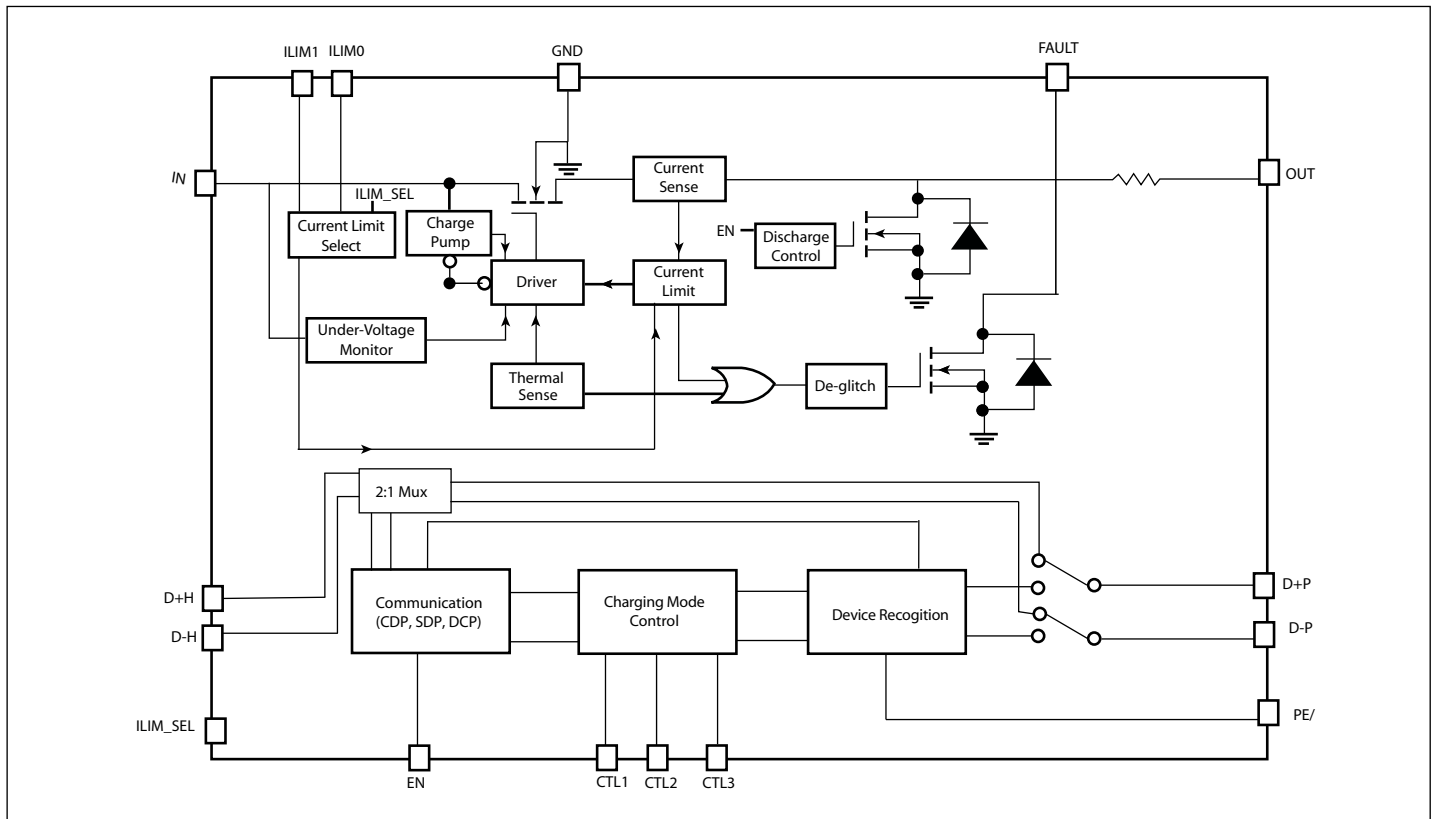 ILIM1 ILIM0
GND
FAULT
IN
OUT
ILIM_SEL
Current Limit
Select
Charge
Pump
Current
Sense
EN
Discharge
Control
Driver
Current
Limit
Under-Voltage
Monitor
Thermal
Sense
De-glitch
2:1 Mux
D+H
D-H
Communication
(CDP, SDP, DCP)
Charging Mode
Control
Device Recogition
D+P
D-P
ILIM_SEL
PE/
EN
CTL1
CTL2
CTL3